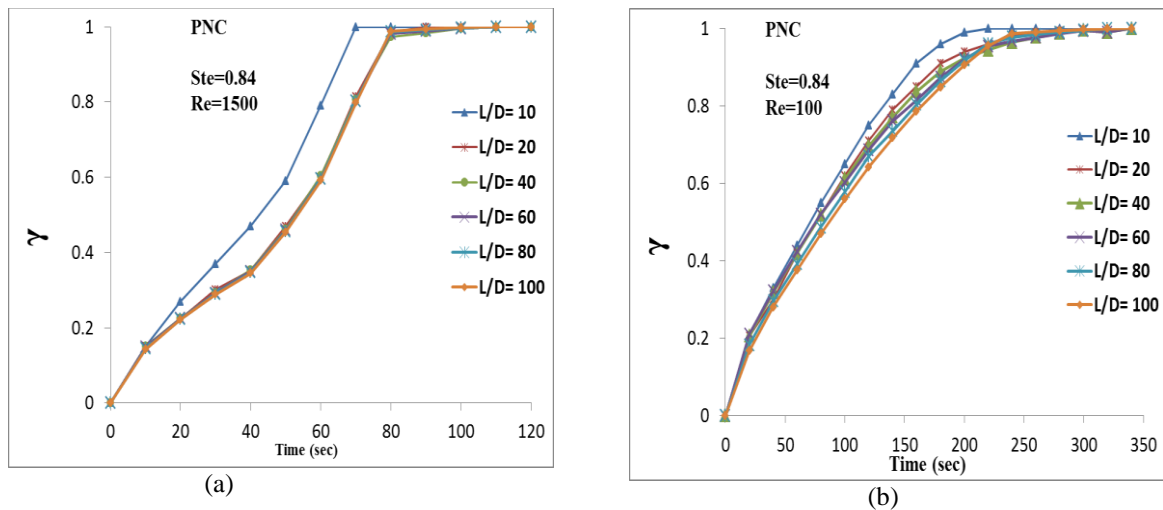 PNC
Ste=0.84
Re=1500
1
0.8
0.6
0.4
0.2
0
γ
L/D= 10
L/D= 20
L/D= 40
L/D= 60
L/D= 80
L/D= 100
0 20 40 60 80 100 120
Time (sec)
(a)
PNC
Ste=0.84
Re=100
1
0.8
0.6
0.4
0.2
0
γ
L/D= 10
L/D= 20
L/D= 40
L/D= 60
L/D= 80
L/D= 100
0 50 100 150 200 250 300 350
Time (sec)
(b)